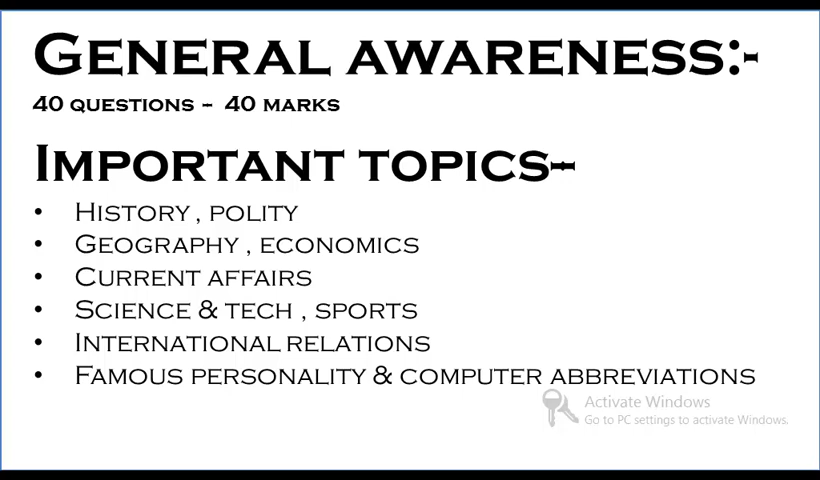 General awareness:-
40 questions – 40 marks
Important topics–
• History , polity
• Geography , economics
• Current affairs
• Science & tech , sports
• International relations
• Famous personality & computer abbreviations
Activate Windows
Go to PC settings to activate Windows.